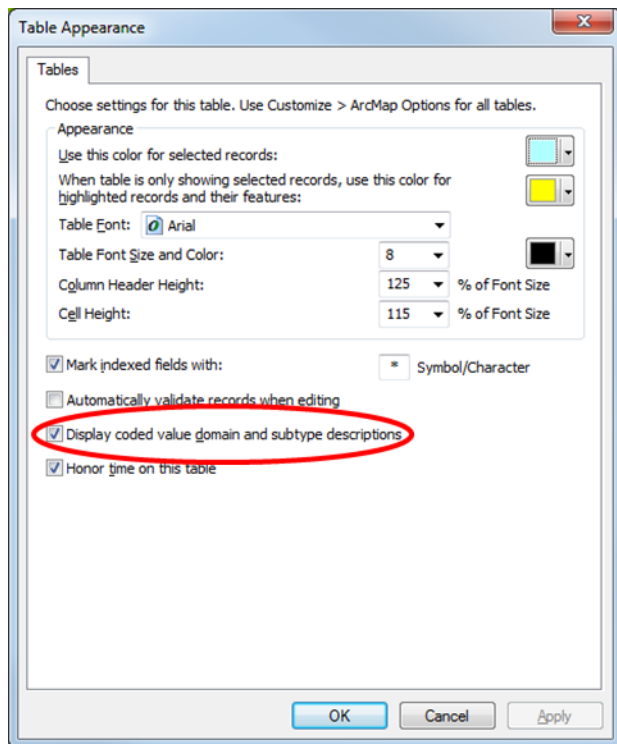 Table Appearance
Tables
Choose settings for this table. Use Customize > ArcMap Options for all tables.
Appearance
Use this color for selected records:
When table is only showing selected records, use this color for
highlighted records and their features:
Table Font: Arial
Table Font Size and Color: 8
Column Header Height: 125 % of Font Size
Cell Height: 115 % of Font Size
Mark indexed fields with: * Symbol/Character
Automatically validate records when editing
Display coded value domain and subtype descriptions
Honor time on this table
OK Cancel Apply